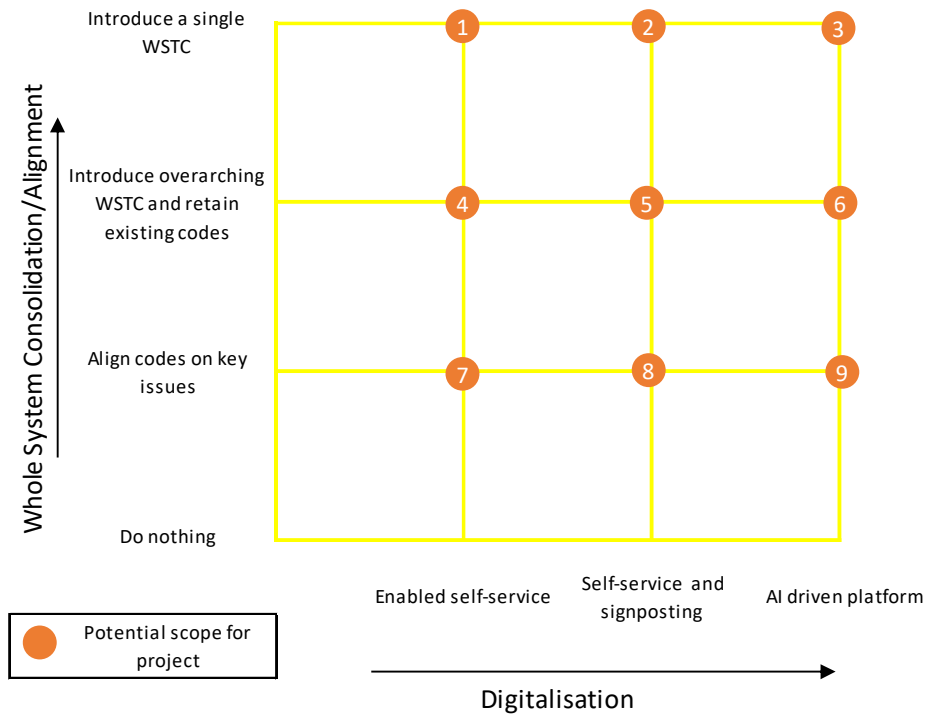 Introduce a single
WSTC
1
2
3
Introduce overarching
WSTC and retain
existing codes
4
5
6
Align codes on key
issues
7
8
9
Do nothing
Whole System Consolidation/Alignment
Enabled self-service
Self-service and
signposting
AI driven platform
Potential scope for
project
Digitalisation